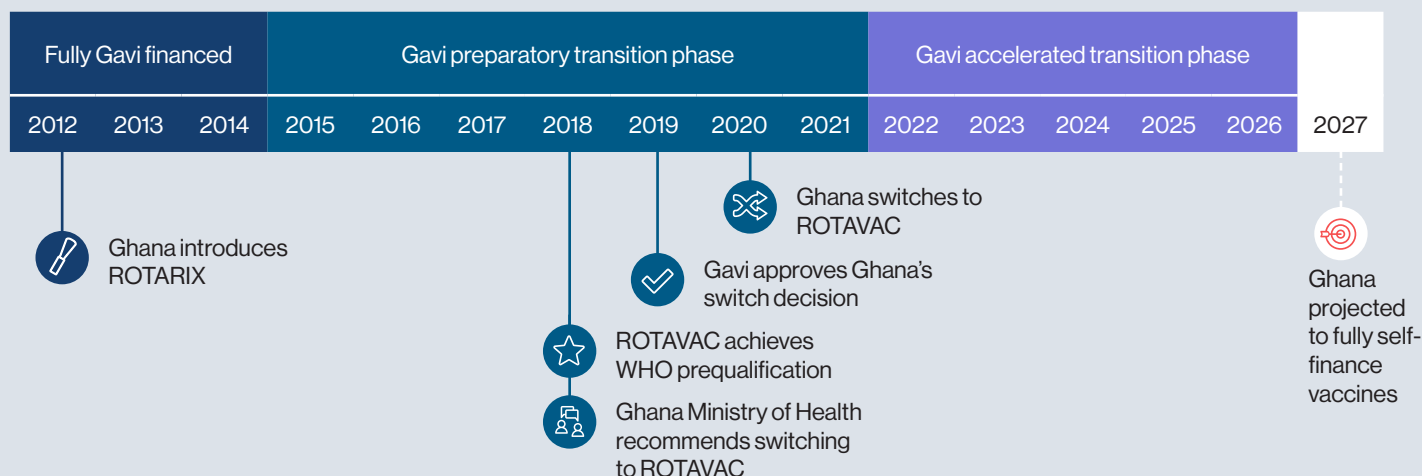 Fully Gavi financed
Gavi preparatory transition phase
Gavi accelerated transition phase
2012 2013 2014 2015 2016 2017 2018 2019 2020 2021 2022 2023 2024 2025 2026 2027
Ghana introduces
ROTARIX
ROTAVAC achieves
WHO prequalification
Ghana Ministry of Health
recommends switching
to ROTAVAC
Gavi approves Ghana’s
switch decision
Ghana switches to
ROTAVAC
Ghana
projected
to fully self-
finance
vaccines